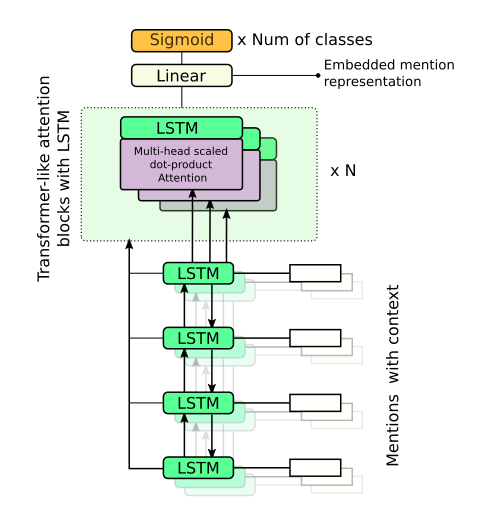 Sigmoid x Num of classes
Linear
Embedded mention
representation
Transformer-like attention
blocks with LSTM
LSTM
Multi-head scaled
dot-product
Attention
x N
LSTM
LSTM
LSTM
LSTM
Mentions with context